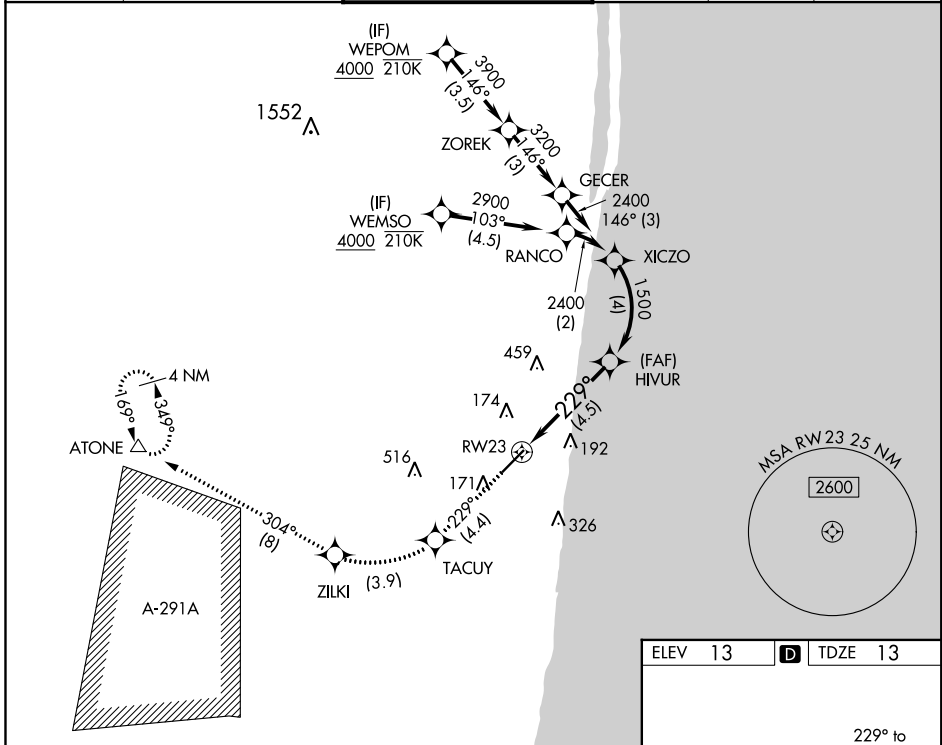 (IF)
WEPOM
4000 210K
3900
146°
(3.5)
1552
ZOREK
3200
146°
(3)
GECER
2400
146° (3)
(IF)
WEMSO
4000 210K
2900
103°
(4.5)
RANCO
XICZO
2400
(2)
1500
(4)
459
(FAF)
HIVUR
4 NM
169°
349°
174
229°
(4.5)
ATONE
RW23
192
516
171
MSA RW 23 25 NM
2600
229°
(4.4)
326
304°
(8)
ZILKI
(3.9)
TACUY
A-291A
ELEV 13 D TDZE 13
229° to